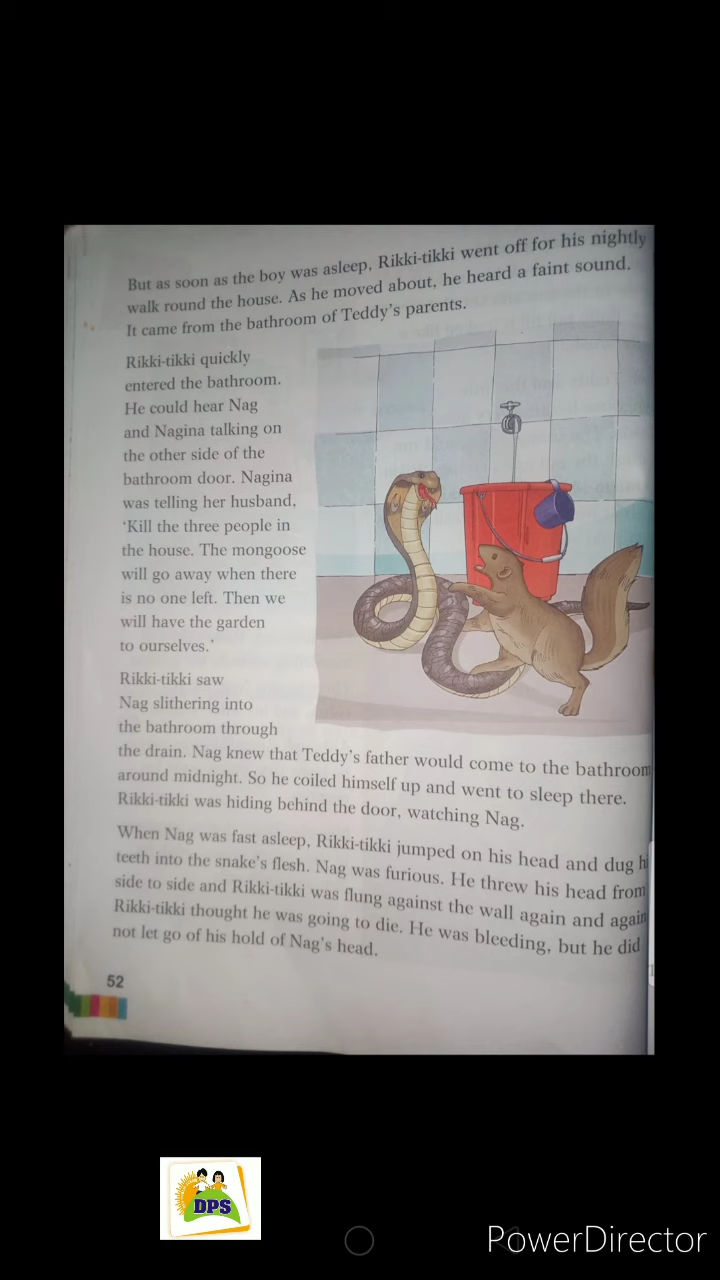 But as soon as the boy was asleep, Rikki-tikki went off for his nightly
walk round the house. As he moved about, he heard a faint sound.
It came from the bathroom of Teddy's parents.
Rikki-tikki quickly
entered the bathroom.
He could hear Nag
and Nagina talking on
the other side of the
bathroom door. Nagina
was telling her husband,
'Kill the three people in
the house. The mongoose
will go away when there
is no one left. Then we
will have the garden
to ourselves.'
Rikki-tikki saw
Nag slithering into
the bathroom through
the drain. Nag knew that Teddy's father would come to the bathroom
around midnight. So he coiled himself up and went to sleep there.
Rikki-tikki was hiding behind the door, watching Nag.
When Nag was fast asleep, Rikki-tikki jumped on his head and dug
teeth into the snake's flesh. Nag was furious. He threw his head from
side to side and Rikki-tikki was flung against the wall again and again
Rikki-tikki thought he was going to die. He was bleeding, but he did
not let go of his hold of Nag's head.
52
DPS
PowerDirector